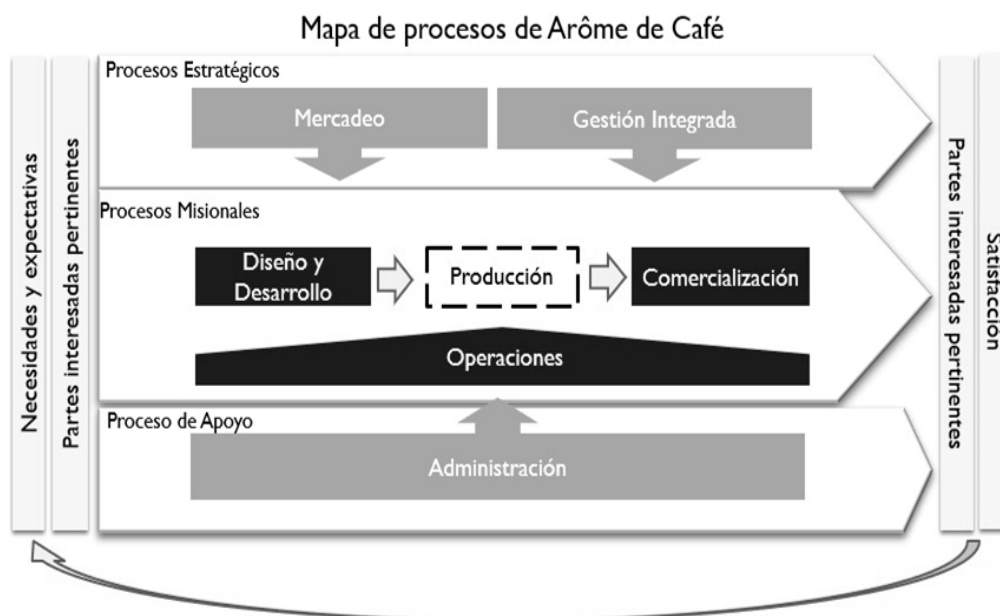 Mapa de procesos de Arôme de Café
Necesidades y expectativas
Partes interesadas pertinentes
Procesos Estratégicos
Mercadeo
Gestión Integrada
Procesos Misionales
Diseño y
Desarrollo
Producción
Comercialización
Operaciones
Proceso de Apoyo
Administración
Partes interesadas pertinentes
Satisfacción